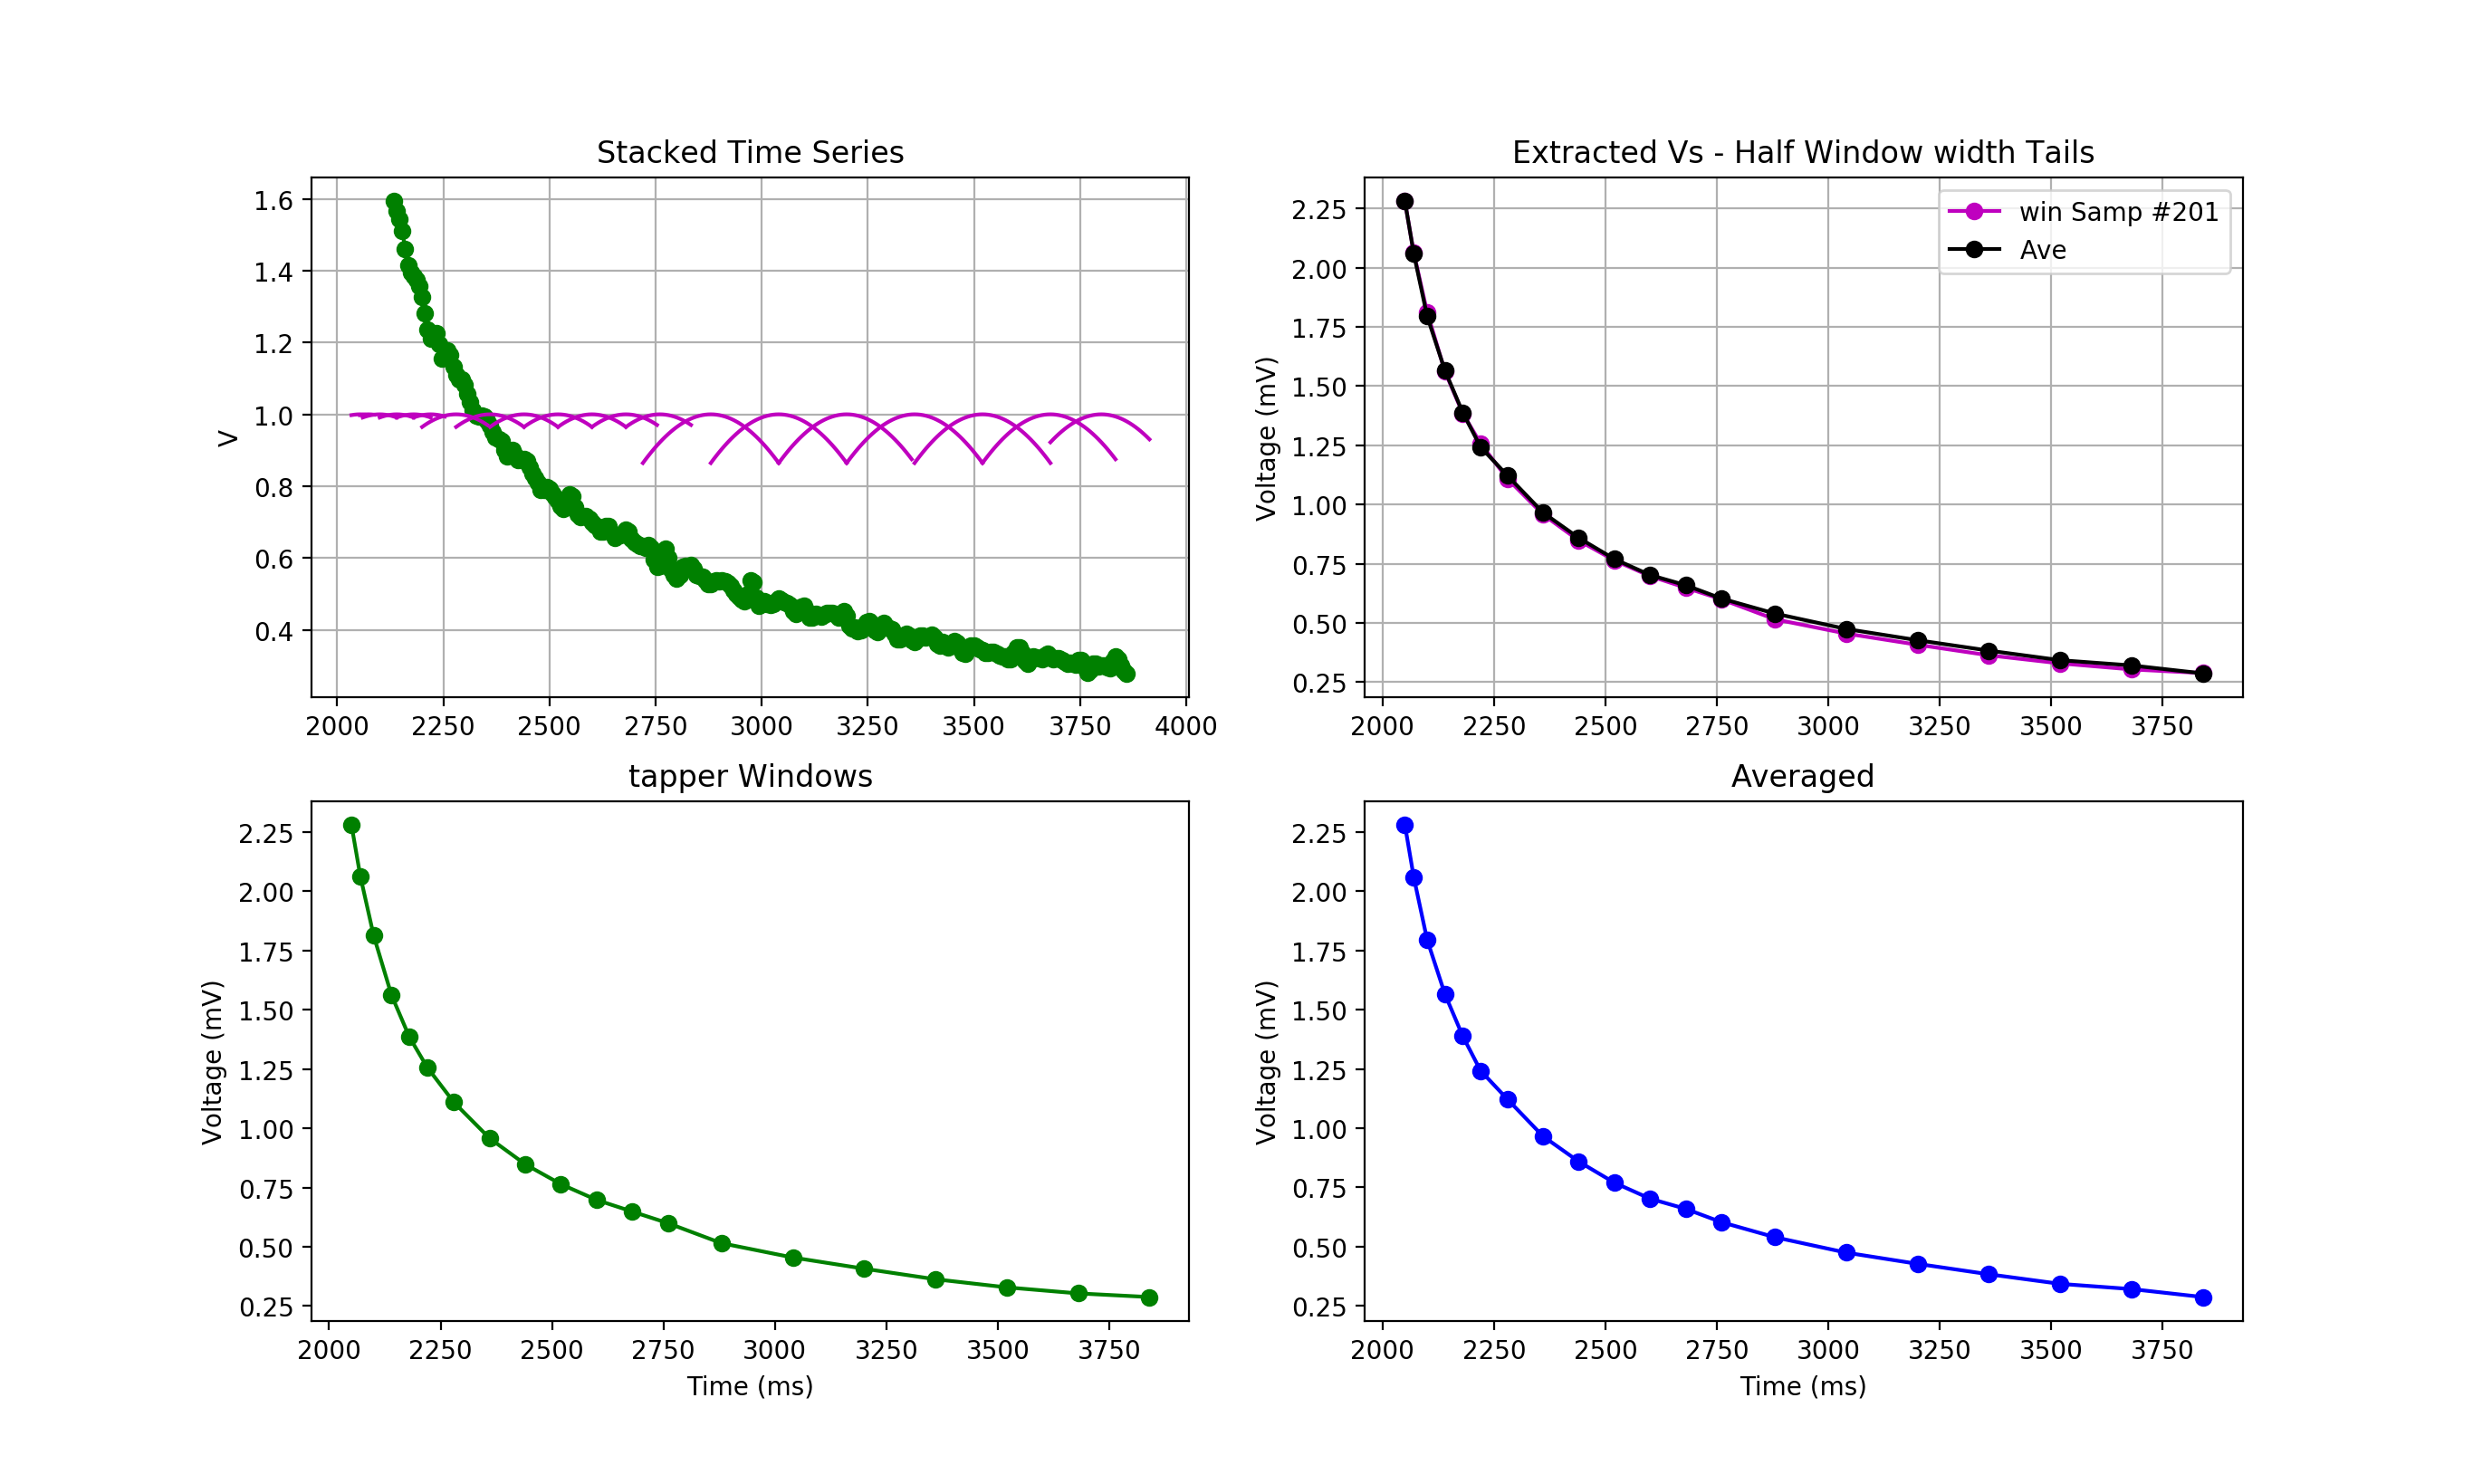 Stacked Time Series
V
1.6
1.4
1.2
1.0
0.8
0.6
0.4
2000 2250 2500 2750 3000 3250 3500 3750 4000
Extracted Vs - Half Window width Tails
Voltage (mV)
2.25
2.00
1.75
1.50
1.25
1.00
0.75
0.50
0.25
win Samp #201
Ave
2000 2250 2500 2750 3000 3250 3500 3750
tapper Windows
Voltage (mV)
2.25
2.00
1.75
1.50
1.25
1.00
0.75
0.50
0.25
2000 2250 2500 2750 3000 3250 3500 3750
Time (ms)
Averaged
Voltage (mV)
2.25
2.00
1.75
1.50
1.25
1.00
0.75
0.50
0.25
2000 2250 2500 2750 3000 3250 3500 3750
Time (ms)